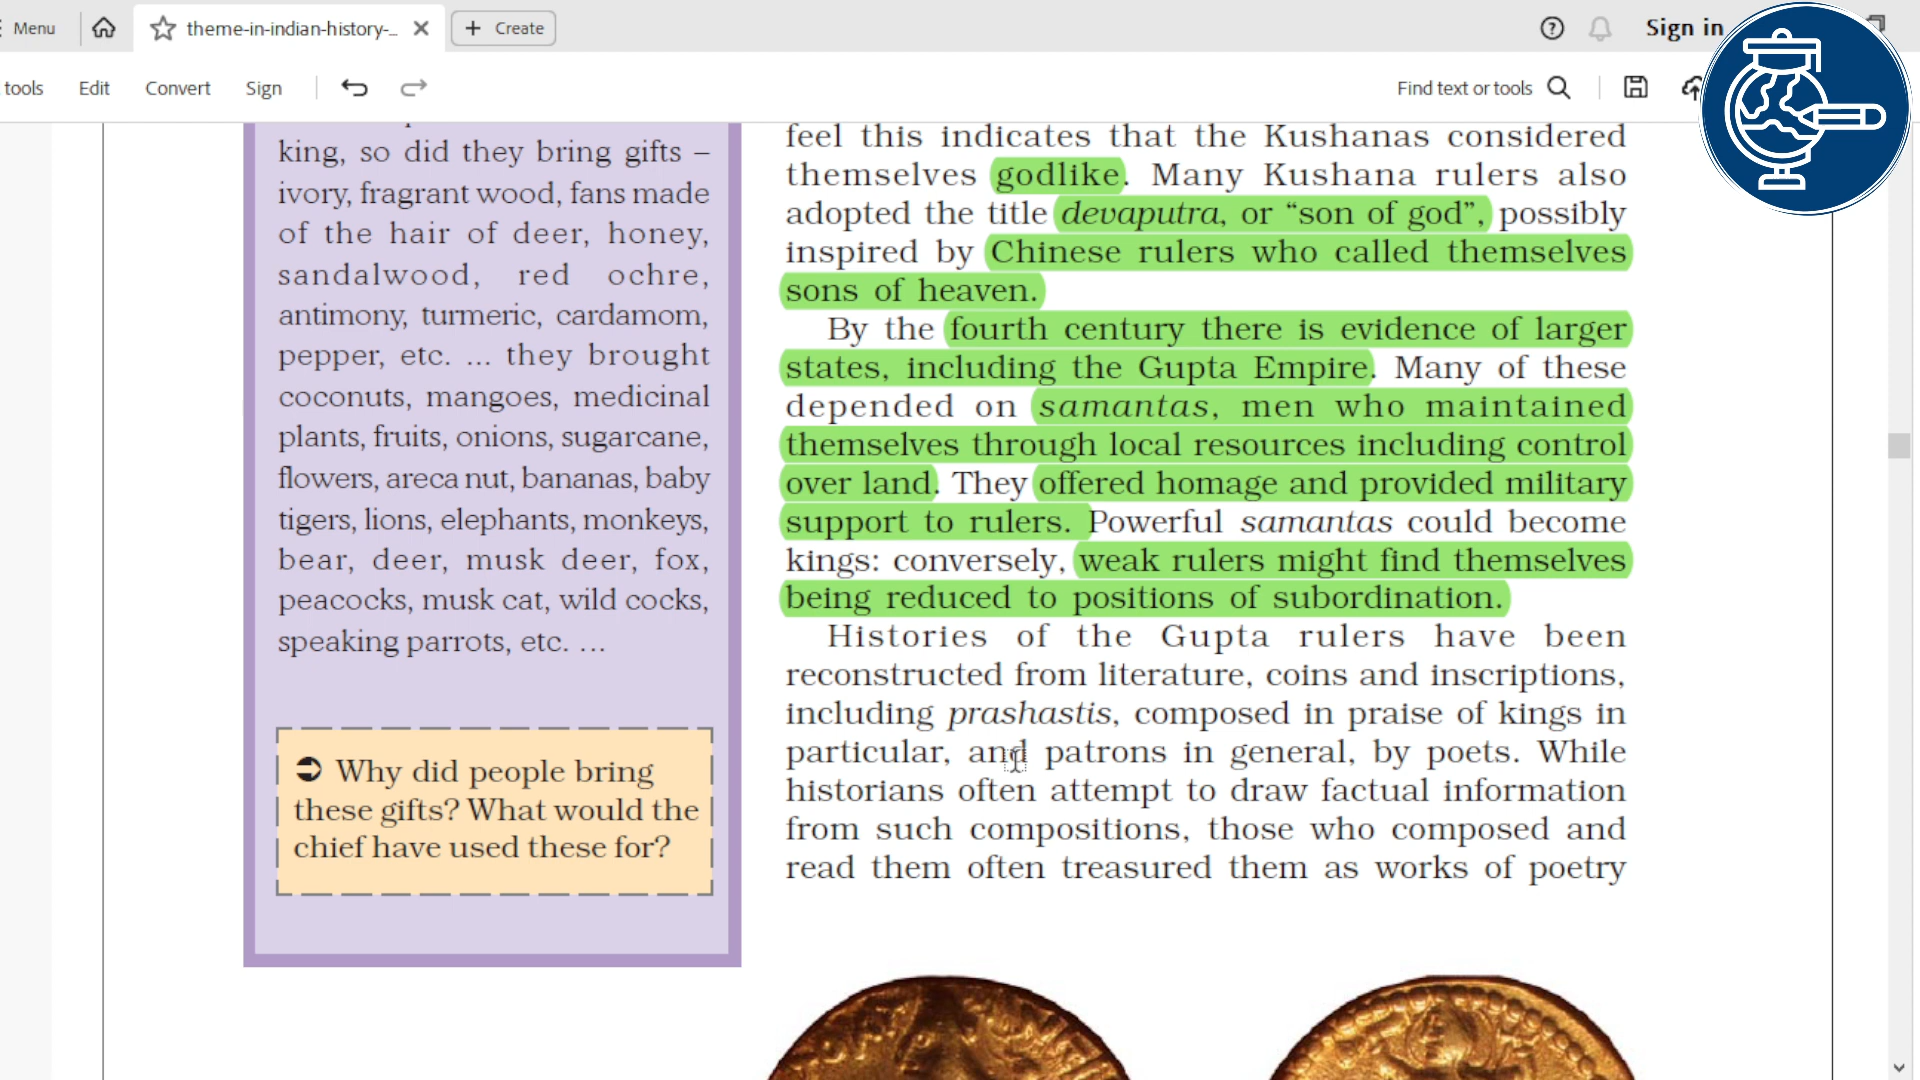 Menu
theme-in-indian-history-...
Create
Sign in
tools
Edit
Convert
Sign
Find text or tools
king, so did they bring gifts –
ivory, fragrant wood, fans made
of the hair of deer, honey,
sandalwood, red ochre,
antimony, turmeric, cardamom,
pepper, etc. ... they brought
coconuts, mangoes, medicinal
plants, fruits, onions, sugarcane,
flowers, areca nut, bananas, baby
tigers, lions, elephants, monkeys,
bear, deer, musk deer, fox,
peacocks, musk cat, wild cocks,
speaking parrots, etc. ...
Why did people bring
these gifts? What would the
chief have used these for?
feel this indicates that the Kushanas considered
themselves godlike. Many Kushana rulers also
adopted the title devaputra, or “son of god”, possibly
inspired by Chinese rulers who called themselves
sons of heaven.
By the fourth century there is evidence of larger
states, including the Gupta Empire. Many of these
depended on samantas, men who maintained
themselves through local resources including control
over land. They offered homage and provided military
support to rulers. Powerful samantas could become
kings: conversely, weak rulers might find themselves
being reduced to positions of subordination.
Histories of the Gupta rulers have been
reconstructed from literature, coins and inscriptions,
including prashastis, composed in praise of kings in
particular, and patrons in general, by poets. While
historians often attempt to draw factual information
from such compositions, those who composed and
read them often treasured them as works of poetry